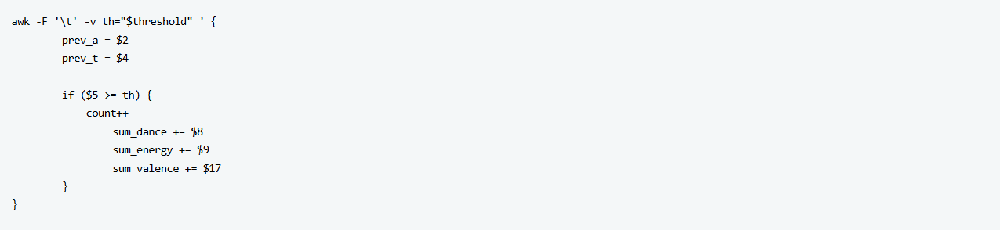 awk -F '\t' -v th="$threshold" ' {
        prev_a = $2
        prev_t = $4

        if ($5 >= th) {
            count++
                sum_dance += $8
                sum_energy += $9
                sum_valence += $17
        }
}